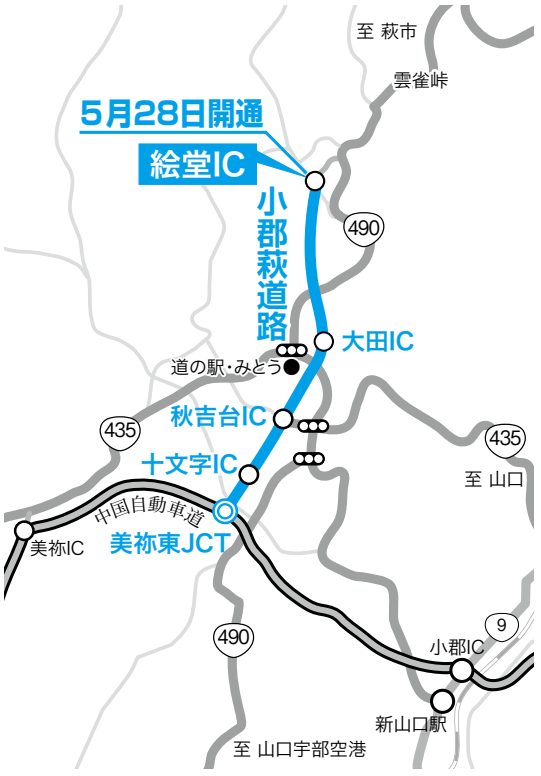 至 萩市
雲雀峠
5月28日開通
絵堂IC
小郡萩道路
490
大田IC
道の駅・みとう
秋吉台IC
435
435
十文字IC
至 山口
中国自動車道
美祢東JCT
美祢IC
9
490
小郡IC
新山口駅
至 山口宇部空港